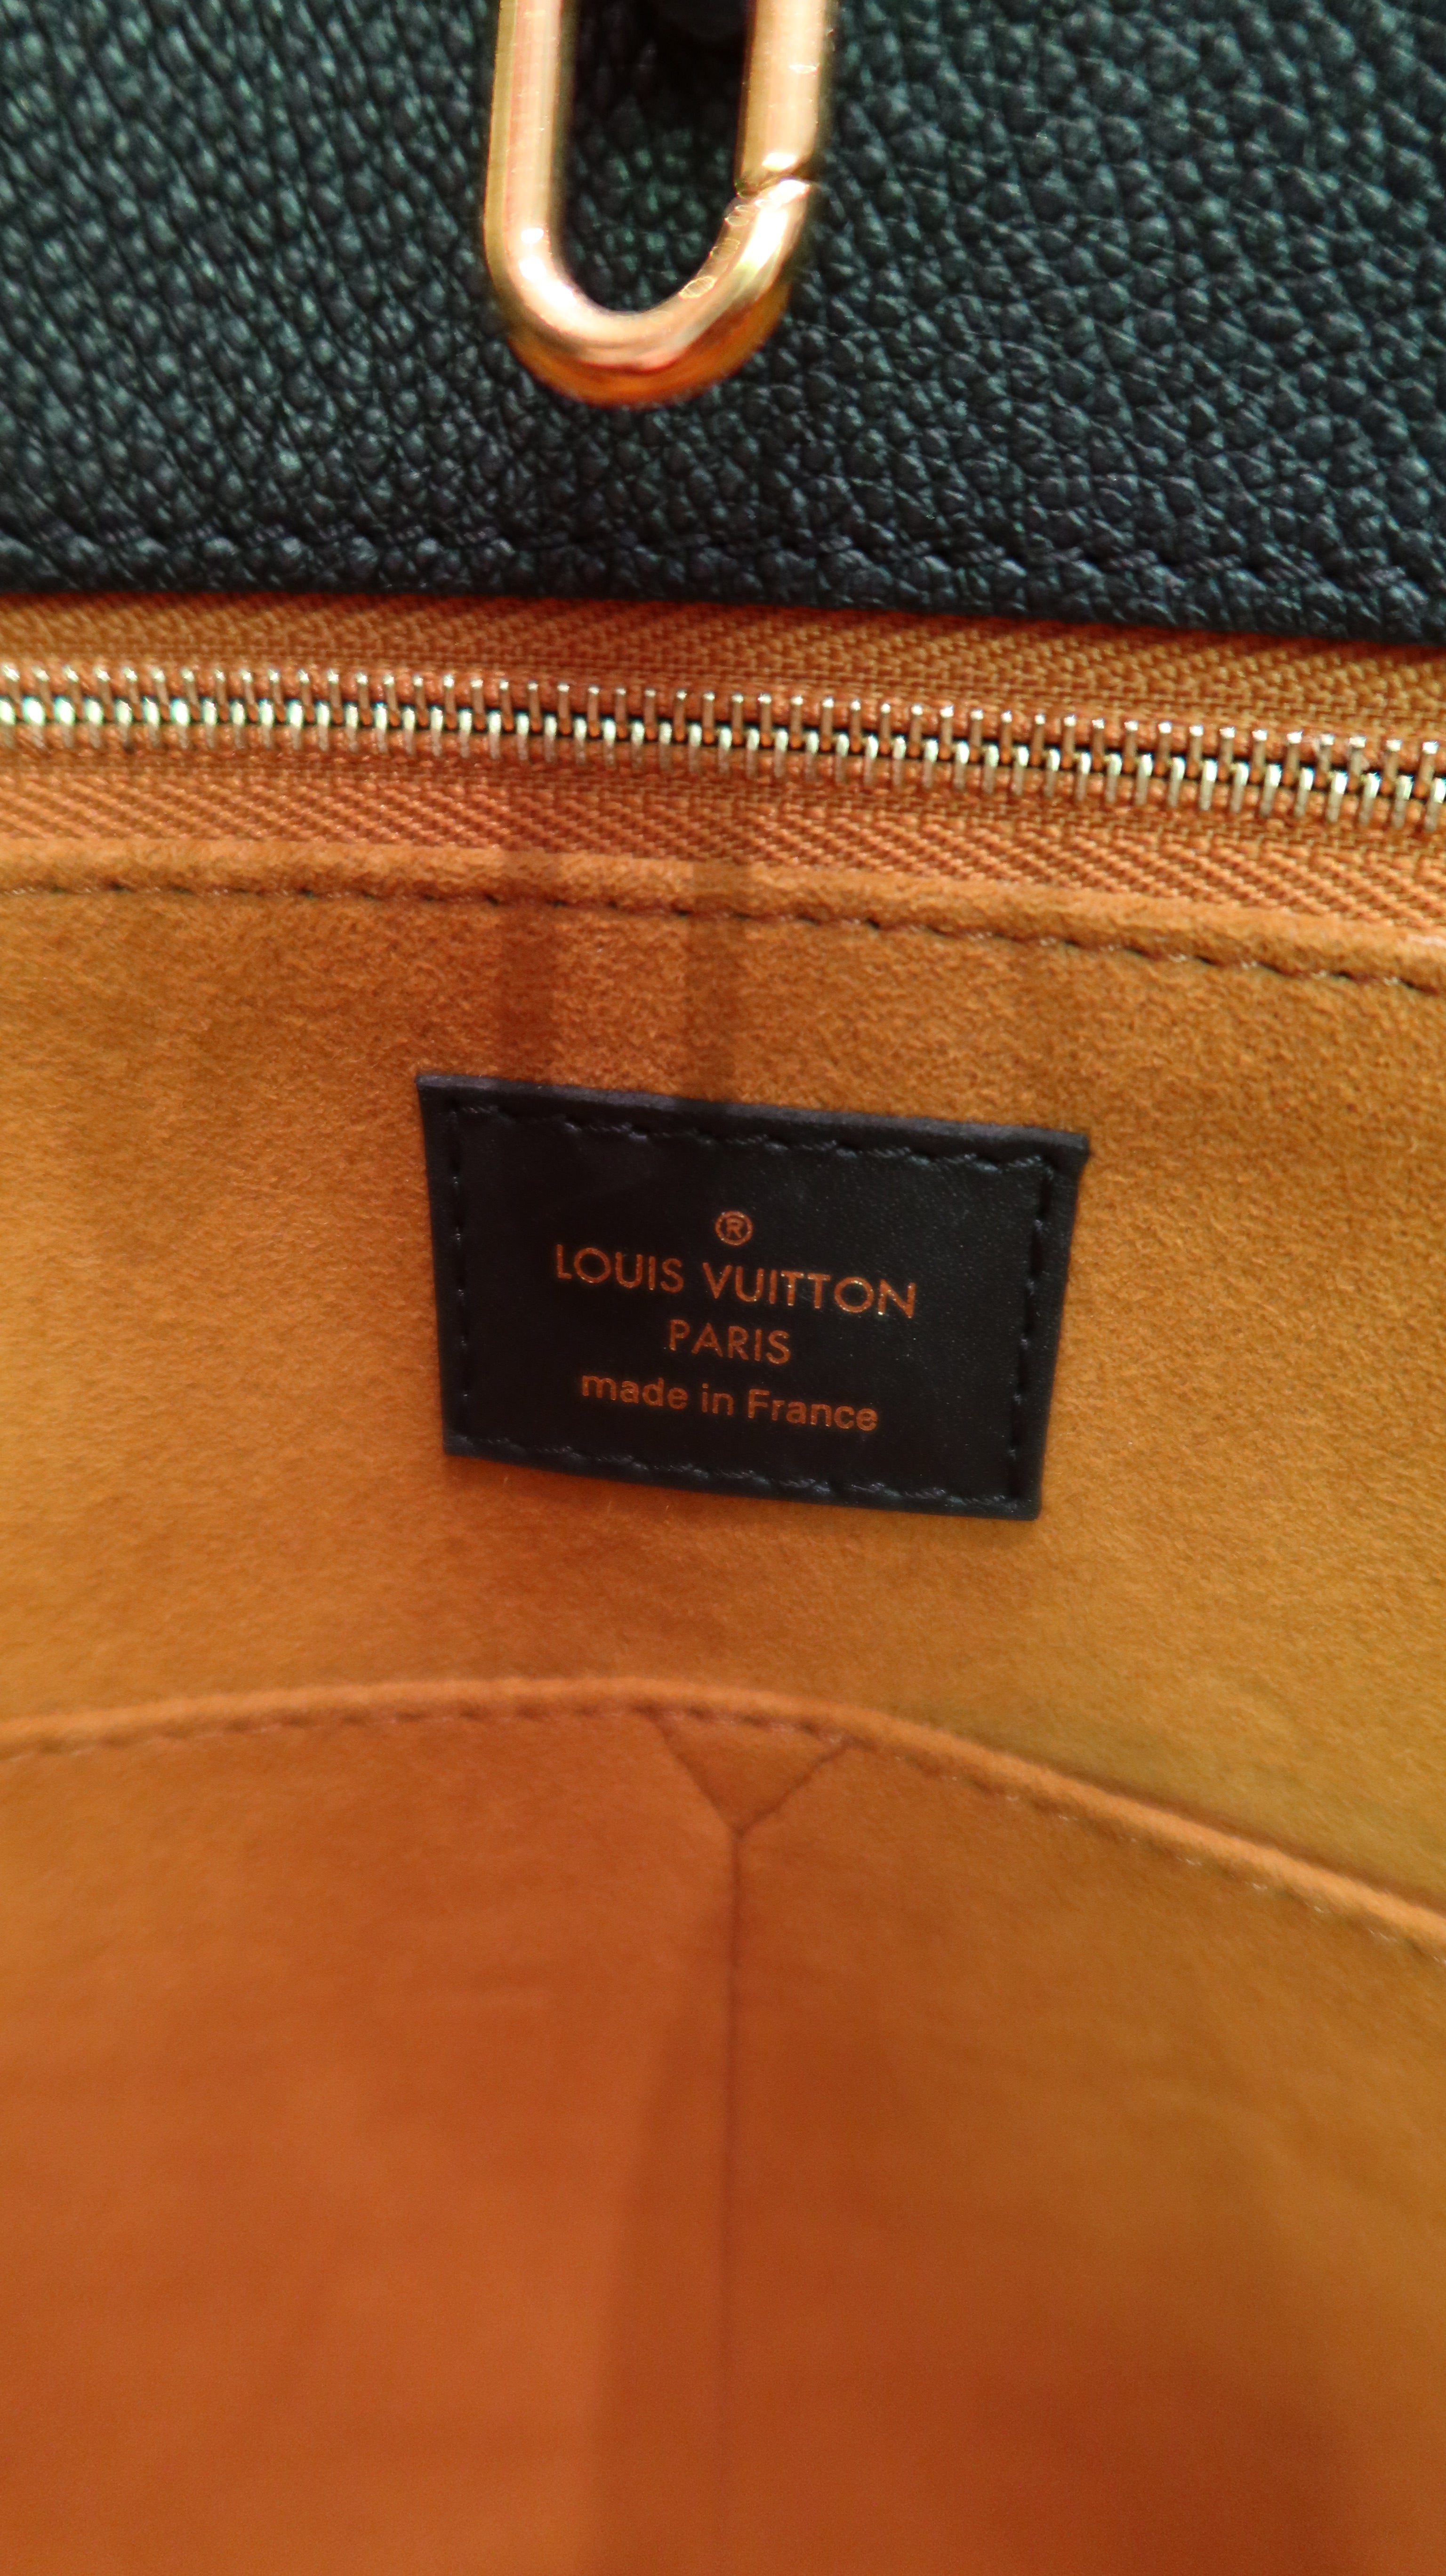 ®
LOUIS VUITTON
PARIS
made in France